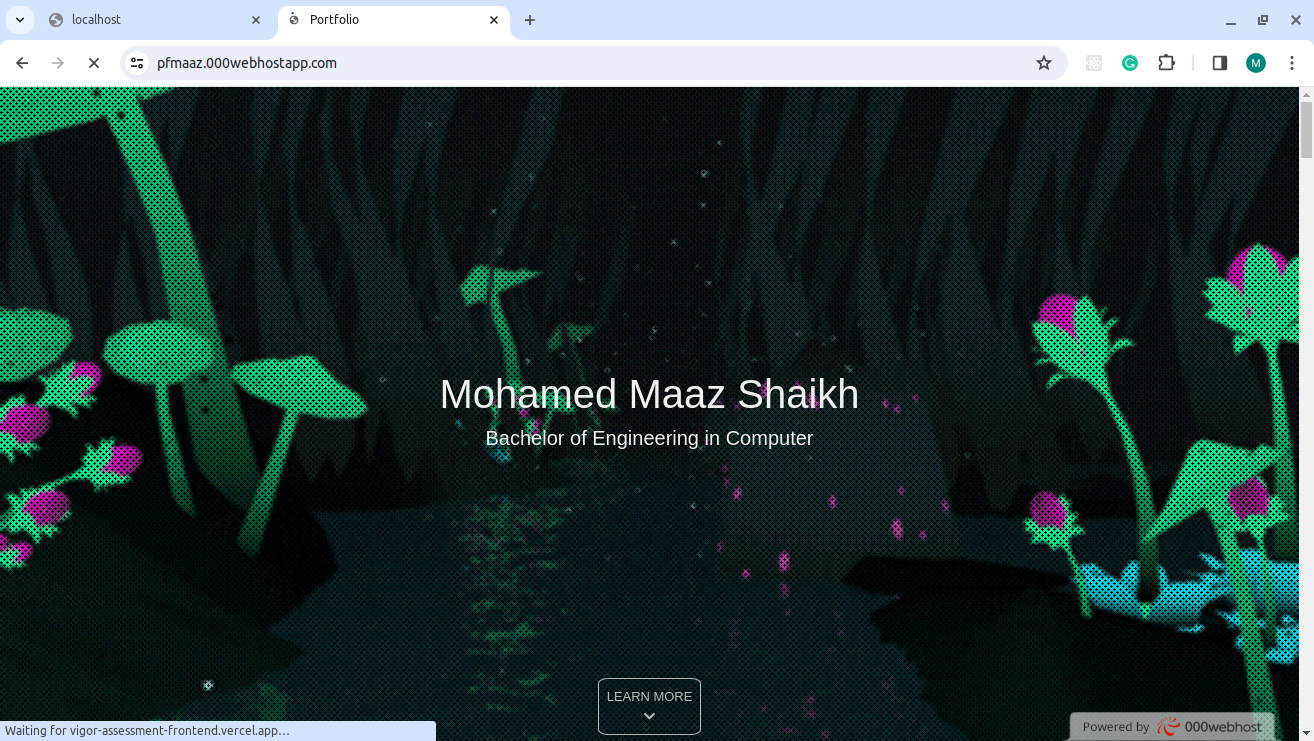 localhost
Portfolio
pfmaaz.000webhostapp.com
G
M
Mohamed Maaz Shaikh
Bachelor of Engineering in Computer
LEARN MORE
Waiting for vigor-assessment-frontend.vercel.app…
Powered by 000webhost